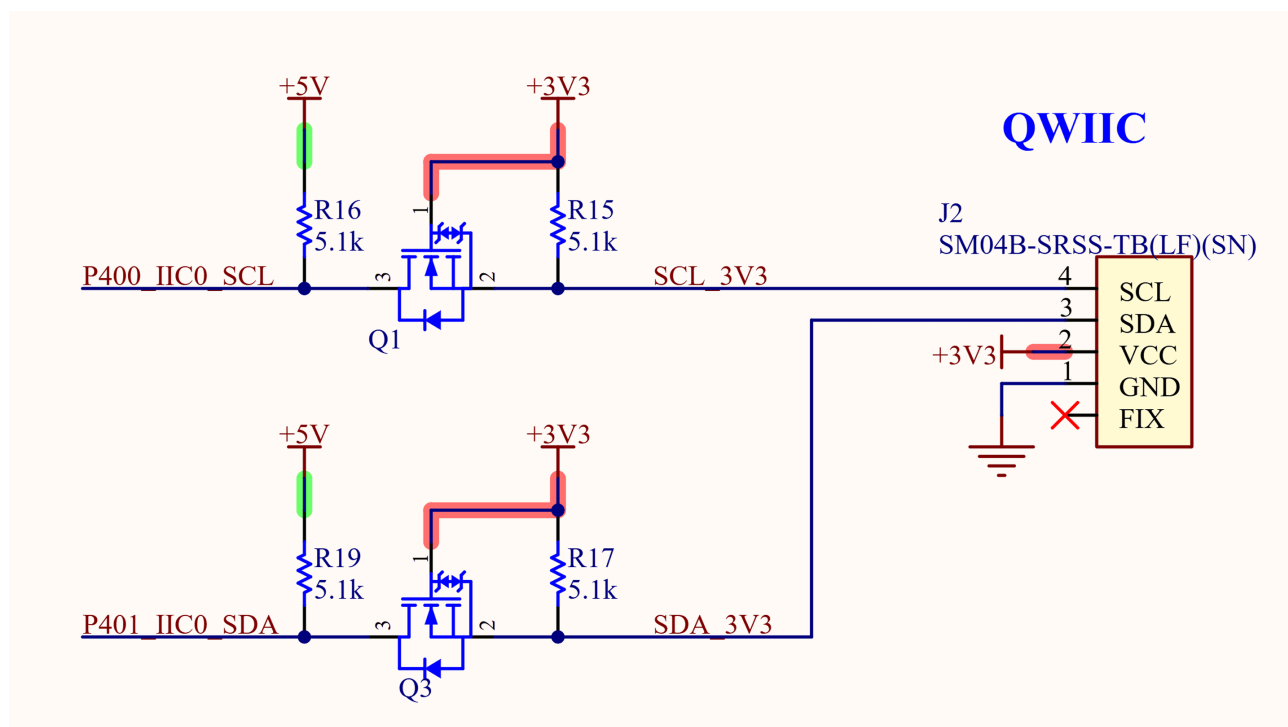 +5V
+3V3
QWIIC
R16
5.1k
1
R15
5.1k
J2
SM04B-SRSS-TB(LF)(SN)
P400_IIC0_SCL
3
2
SCL_3V3
4
SCL
Q1
3
SDA
+3V3
2
VCC
1
GND
FIX
+5V
+3V3
R19
5.1k
1
R17
5.1k
P401_IIC0_SDA
3
2
SDA_3V3
Q3